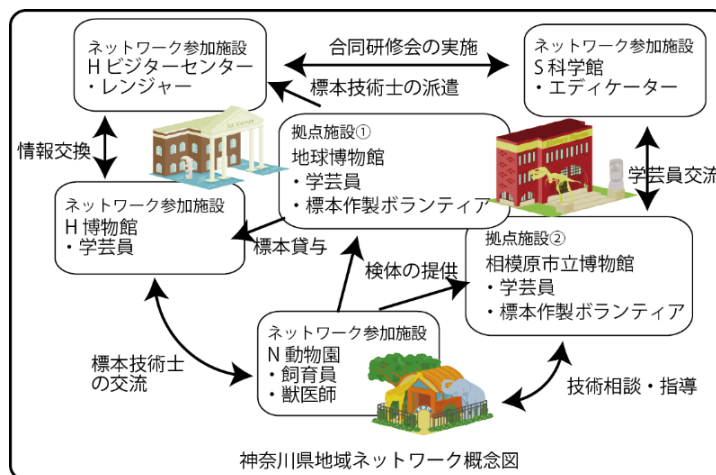 ネットワーク参加施設
Hビジターセンター
・レンジャー
合同研修会の実施
標本技術士の派遣
ネットワーク参加施設
S科学館
・エディケーター
情報交換
拠点施設①
地球博物館
・学芸員
・標本作製ボランティア
学芸員交流
ネットワーク参加施設
H博物館
・学芸員
標本貸与
検体の提供
拠点施設②
相模原市立博物館
・学芸員
・標本作製ボランティア
標本技術士
の交流
ネットワーク参加施設
N動物園
・飼育員
・獣医師
技術相談・指導
神奈川県地域ネットワーク概念図